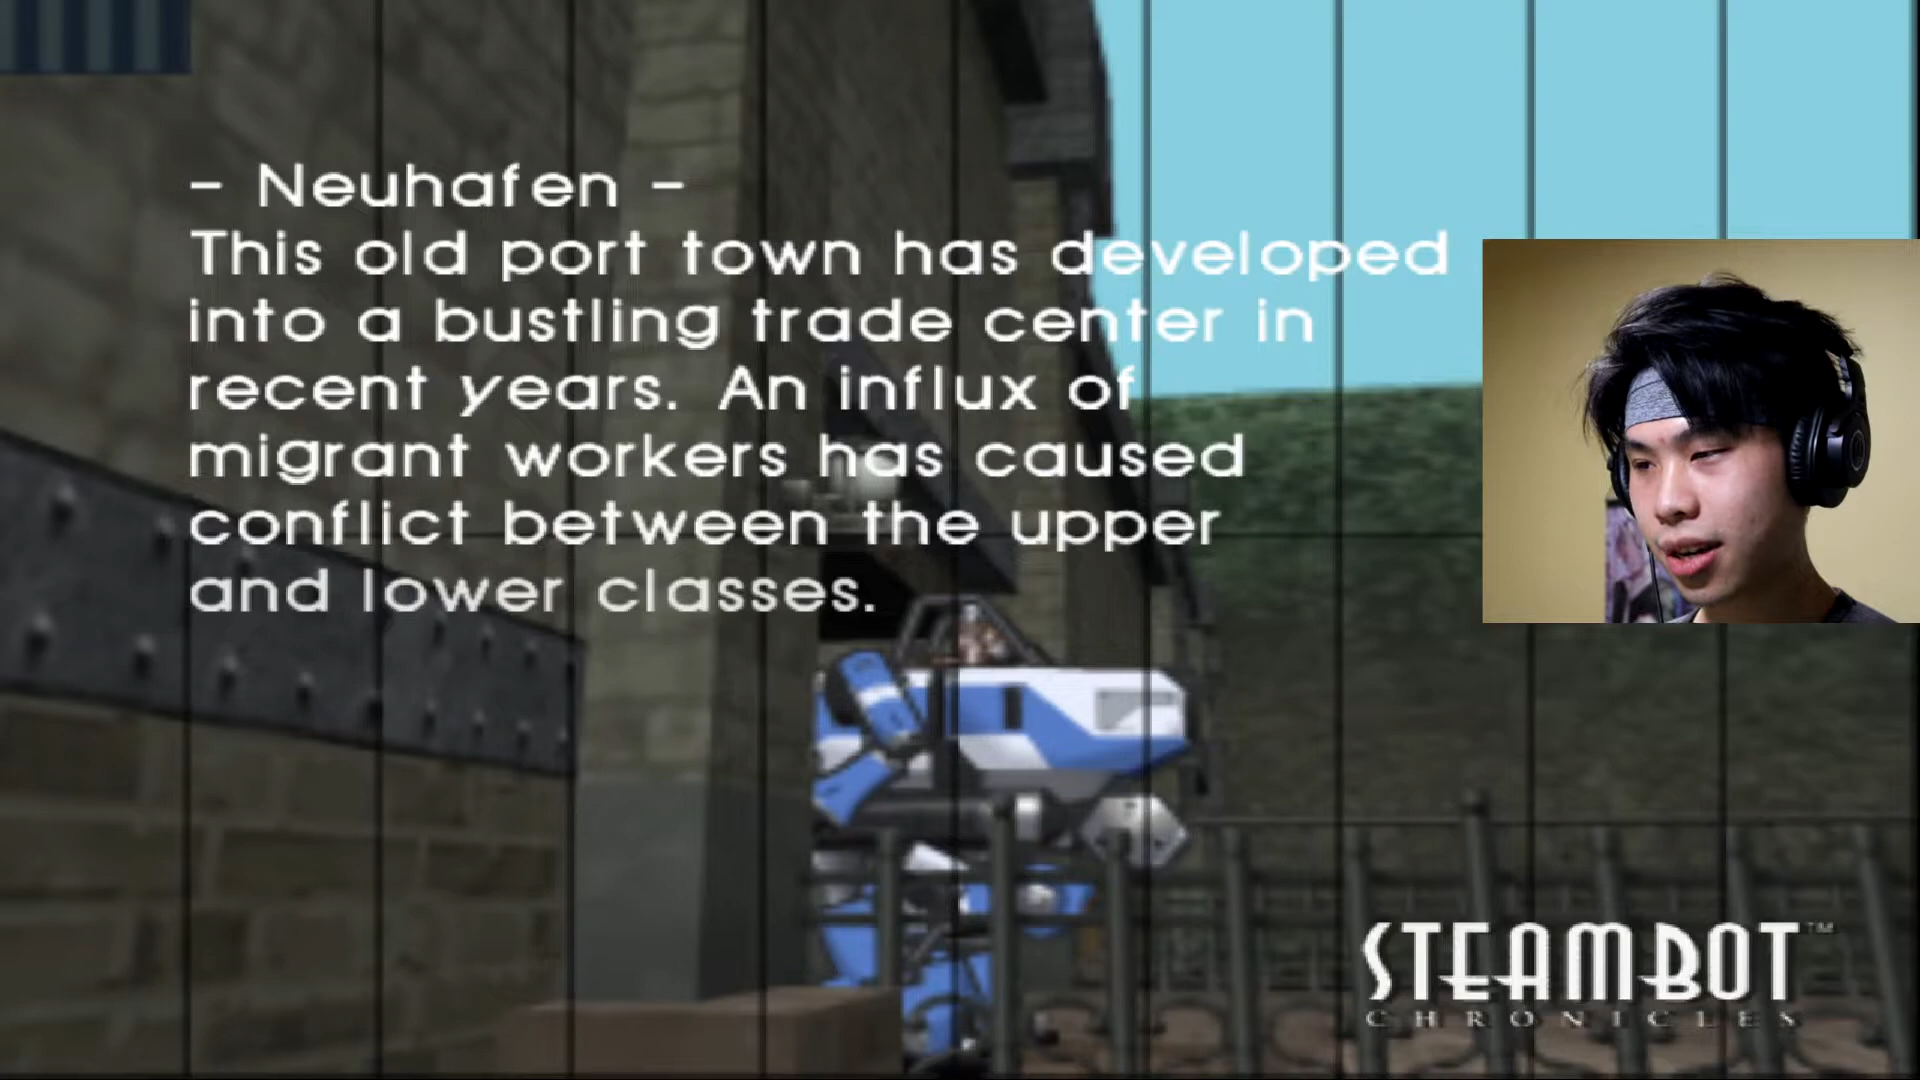 - Neuhafen -
This old port town has developed
into a bustling trade center in
recent years. An influx of
migrant workers has caused
conflict between the upper
and lower classes.
STEAMBOT™
CHRONICLES